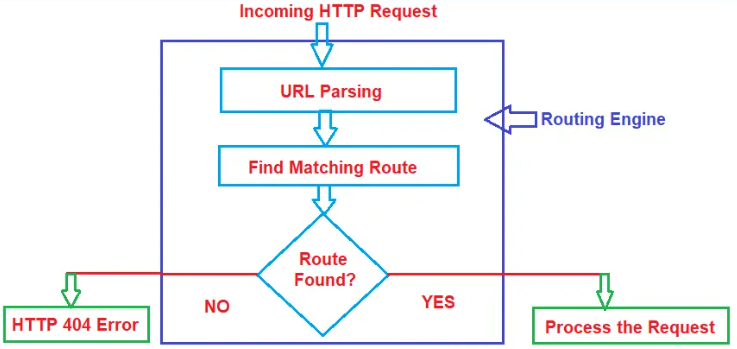 Incoming HTTP Request
URL Parsing
Routing Engine
Find Matching Route
Route
Found?
NO
YES
HTTP 404 Error
Process the Request